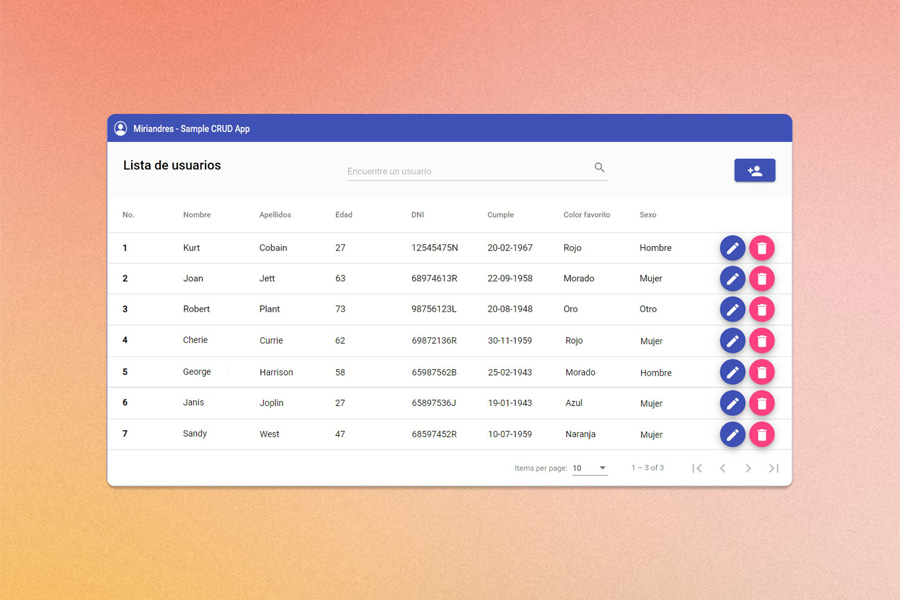 Miriandres - Sample CRUD App
Lista de usuarios
Encuentre un usuario
No. Nombre Apellidos Edad DNI Cumple Color favorito Sexo
1 Kurt Cobain 27 12545475N 20-02-1967 Rojo Hombre
2 Joan Jett 63 68974613R 22-09-1958 Morado Mujer
3 Robert Plant 73 98756123L 20-08-1948 Oro Otro
4 Cherie Currie 62 69872136R 30-11-1959 Rojo Mujer
5 George Harrison 58 65987562B 25-02-1943 Morado Hombre
6 Janis Joplin 27 65897536J 19-01-1943 Azul Mujer
7 Sandy West 47 68597452R 10-07-1959 Naranja Mujer
Items per page: 10 1 – 3 of 3